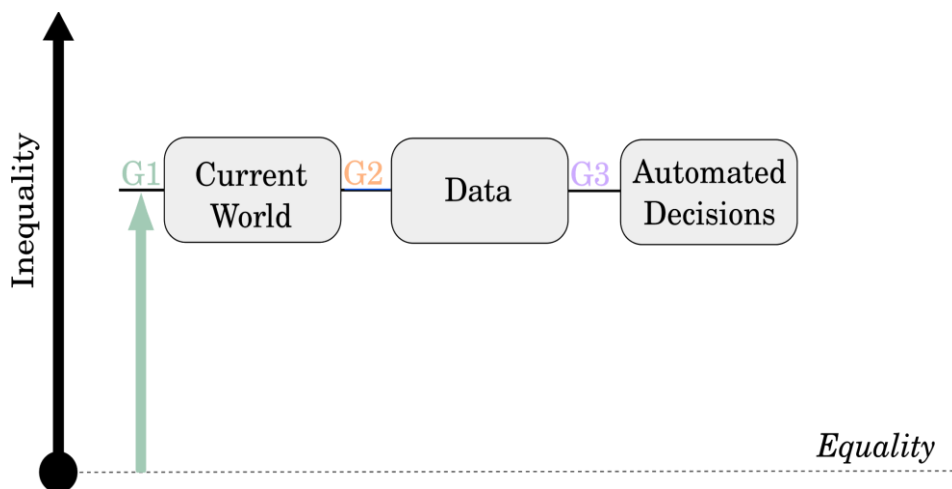 Inequality
G1
Current
World
G2
Data
G3
Automated
Decisions
Equality